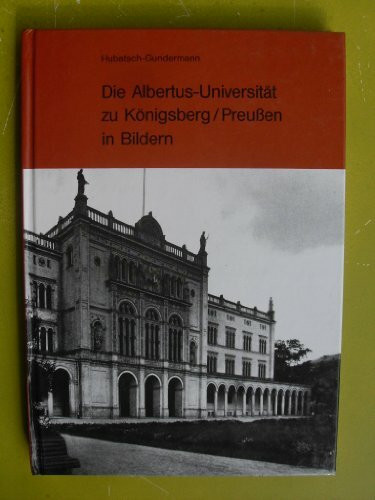 Hubatsch-Gundermann
Die Albertus-Universität
zu Königsberg/Preußen
in Bildern